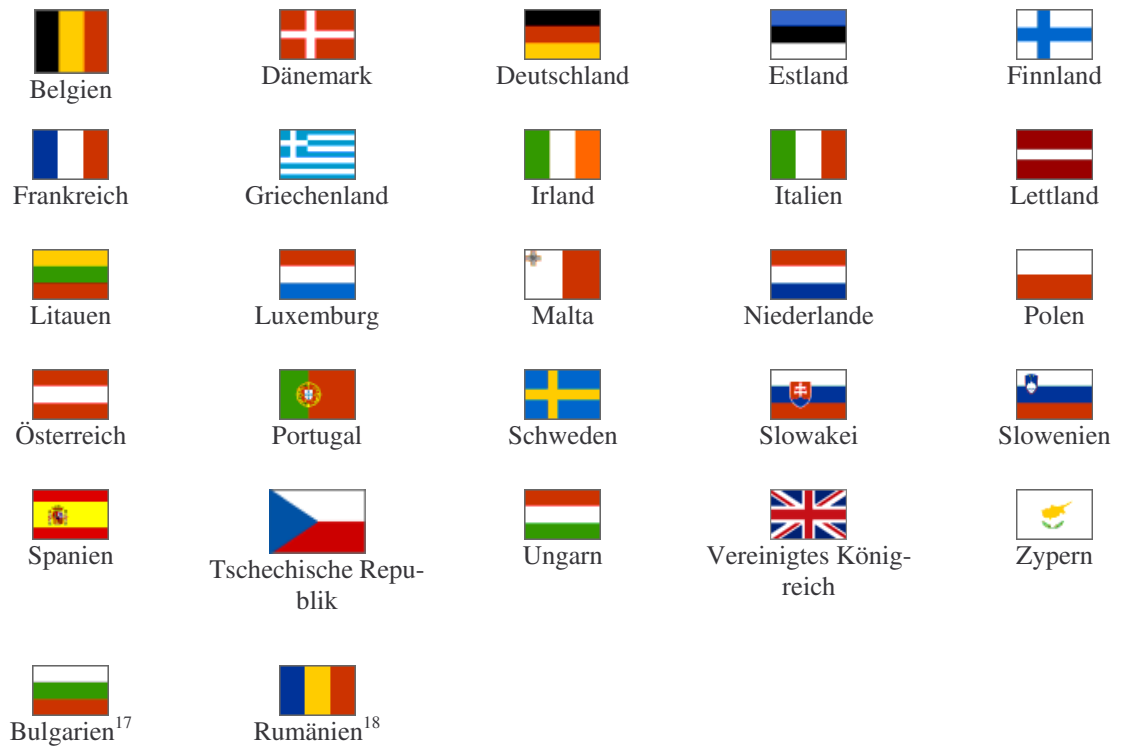 Belgien Dänemark Deutschland Estland Finnland
Frankreich Griechenland Irland Italien Lettland
Litauen Luxemburg Malta Niederlande Polen
Österreich Portugal Schweden Slowakei Slowenien
Spanien Tschechische Repu- Ungarn Vereinigtes König- Zypern
blik reich
Bulgarien17 Rumänien18